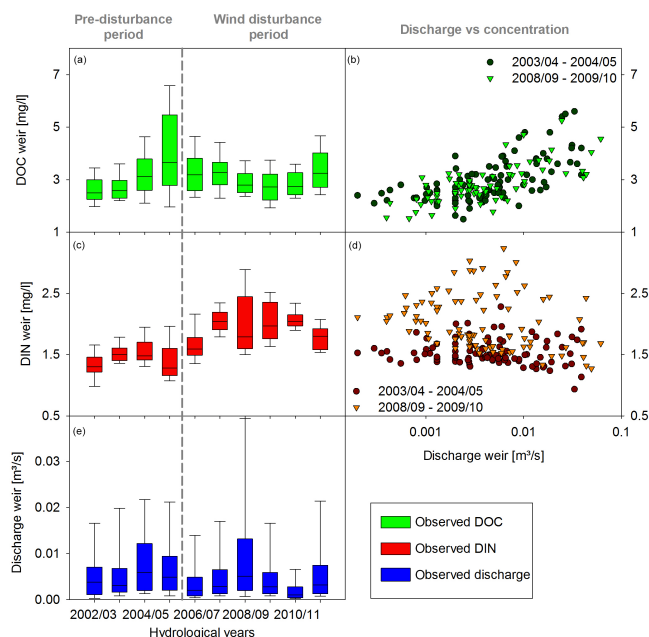 Pre-disturbance period
Wind disturbance period
Discharge vs concentration
(a)
7
5
3
1
DOC weir [mg/l]
(b)
2003/04 - 2004/05
2008/09 - 2009/10
7
5
3
1
(c)
2.5
1.5
0.5
DIN weir [mg/l]
(d)
2003/04 - 2004/05
2008/09 - 2009/10
2.5
1.5
0.5
0.001
0.01
0.1
Discharge weir [m³/s]
(e)
0.03
0.02
0.01
0.00
Discharge weir [m³/s]
2002/03
2004/05
2006/07
2008/09
2010/11
Hydrological years
Observed DOC
Observed DIN
Observed discharge